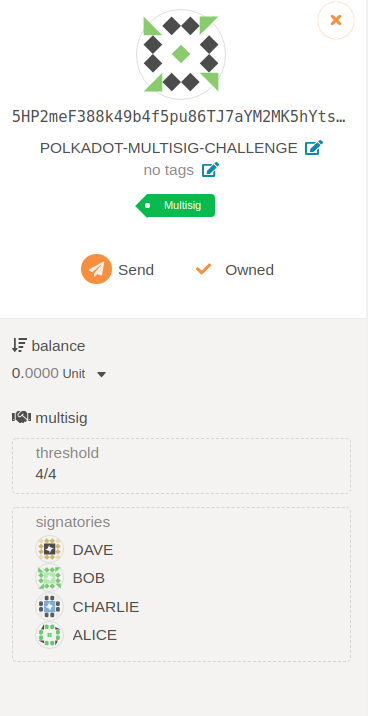 5HP2meF388k49b4f5pu86TJ7aYM2MK5hYts…
POLKADOT-MULTISIG-CHALLENGE
no tags
Multisig
Send
Owned
balance
0.0000 Unit
multisig
threshold
4/4
signatories
DAVE
BOB
CHARLIE
ALICE